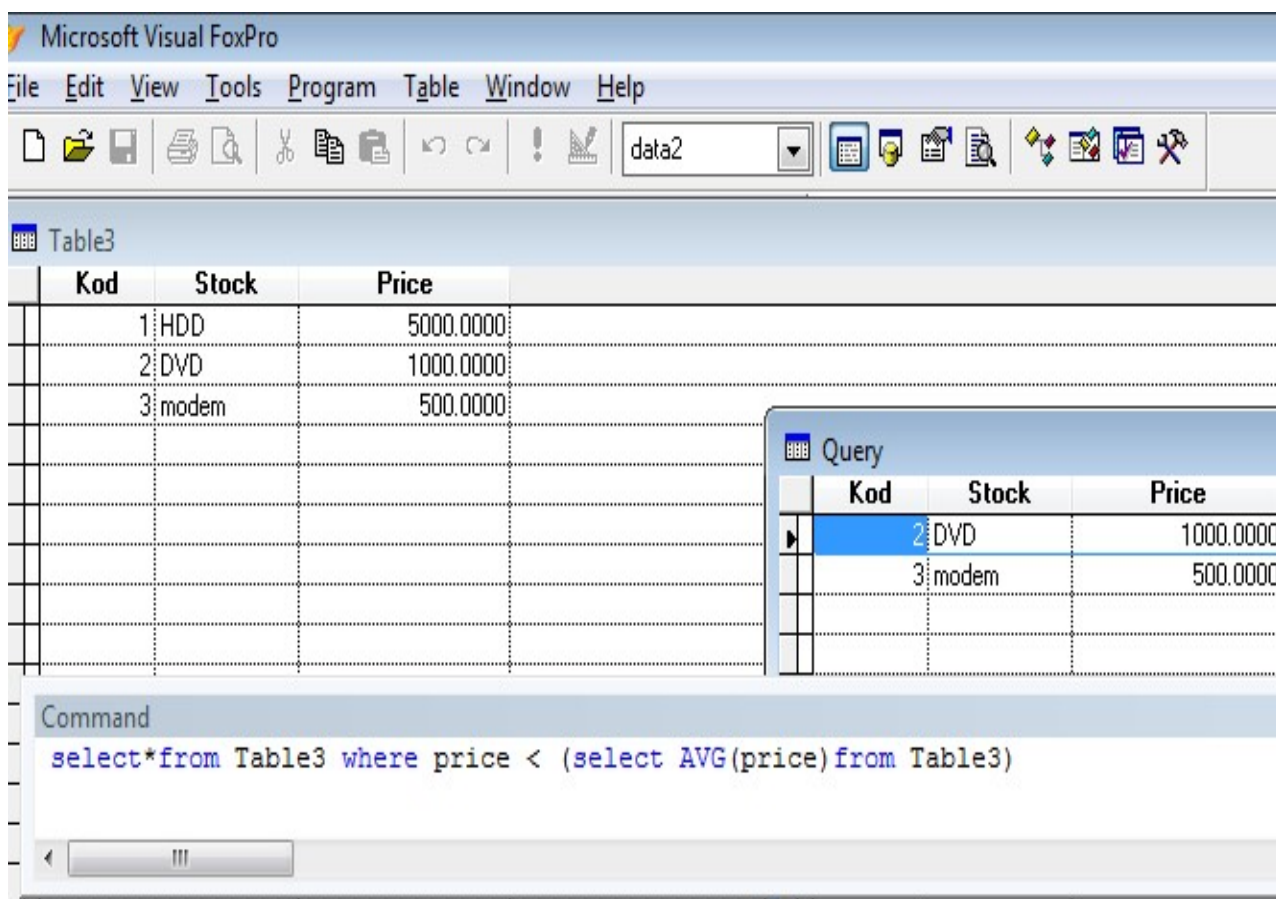 Microsoft Visual FoxPro
File Edit View Tools Program Table Window Help
data2
Table3
Kod Stock Price
1 HDD 5000.0000
2 DVD 1000.0000
3 modem 500.0000
Query
Kod Stock Price
2 DVD 1000.0000
3 modem 500.0000
Command
select*from Table3 where price < (select AVG(price)from Table3)